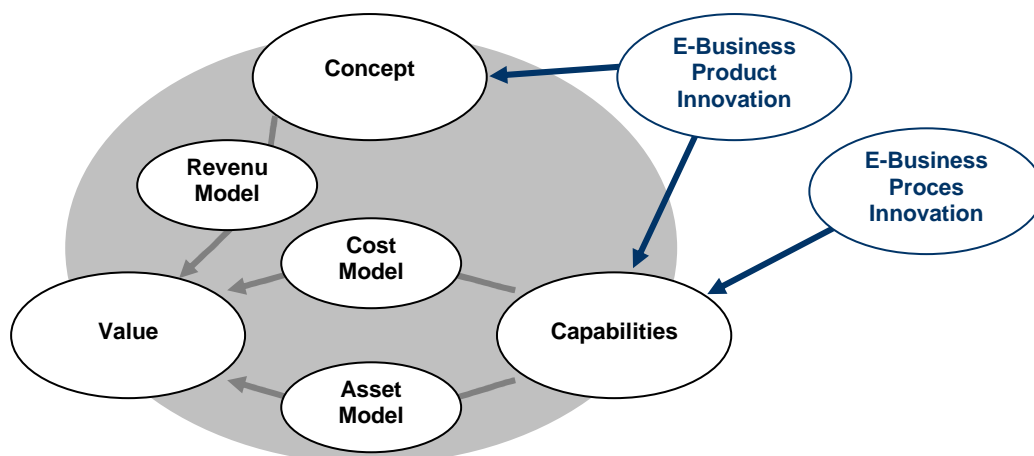 Concept
E-Business
Product
Innovation
Revenu
Model
E-Business
Proces
Innovation
Cost
Model
Value
Capabilities
Asset
Model